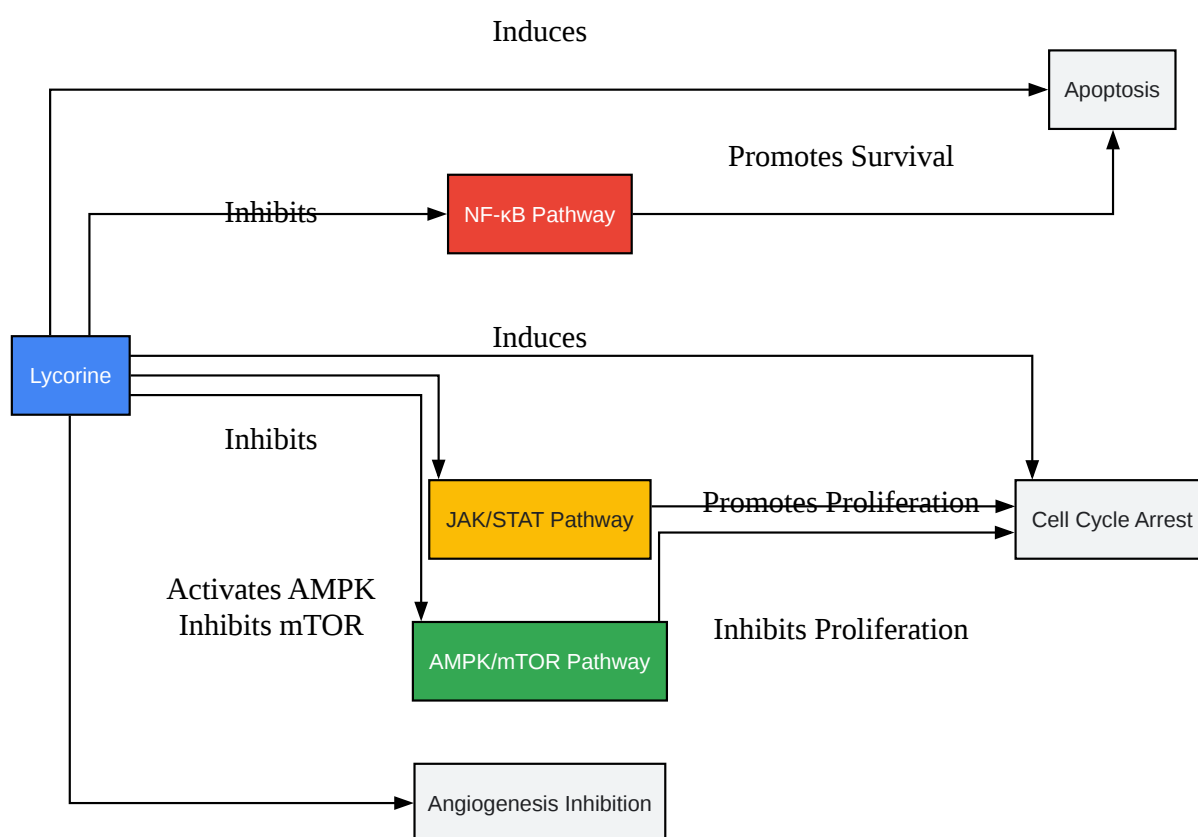 Induces
Apoptosis
Promotes Survival
Inhibits
NF-κB Pathway
Induces
Lycorine
Inhibits
Promotes Proliferation
JAK/STAT Pathway
Cell Cycle Arrest
Activates AMPK
Inhibits mTOR
Inhibits Proliferation
AMPK/mTOR Pathway
Angiogenesis Inhibition